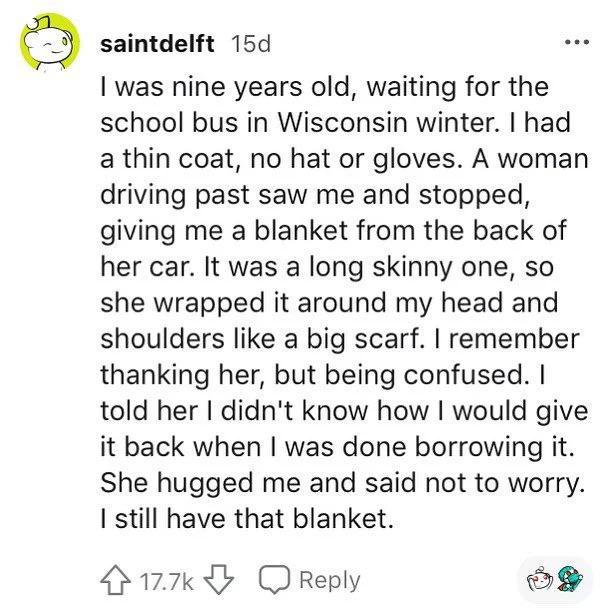 saintdelft 15d
I was nine years old, waiting for the
school bus in Wisconsin winter. I had
a thin coat, no hat or gloves. A woman
driving past saw me and stopped,
giving me a blanket from the back of
her car. It was a long skinny one, so
she wrapped it around my head and
shoulders like a big scarf. I remember
thanking her, but being confused. I
told her I didn't know how I would give
it back when I was done borrowing it.
She hugged me and said not to worry.
I still have that blanket.
17.7k Reply